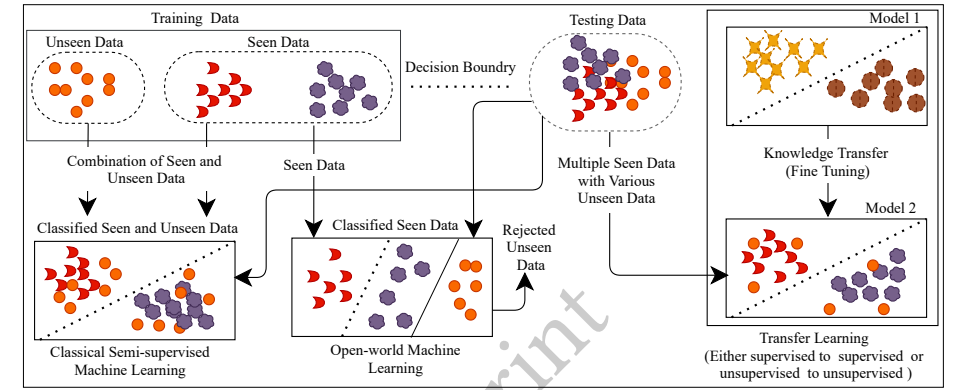 Training Data
Unseen Data
Seen Data
Decision Boundry
Testing Data
Model 1
Combination of Seen and
Unseen Data
Seen Data
Multiple Seen Data
with Various
Unseen Data
Knowledge Transfer
(Fine Tuning)
Model 2
Classified Seen and Unseen Data
Classified Seen Data
Rejected
Unseen
Data
Classical Semi-supervised
Machine Learning
Open-world Machine
Learning
Transfer Learning
(Either supervised to supervised or
unsupervised to unsupervised )
rint